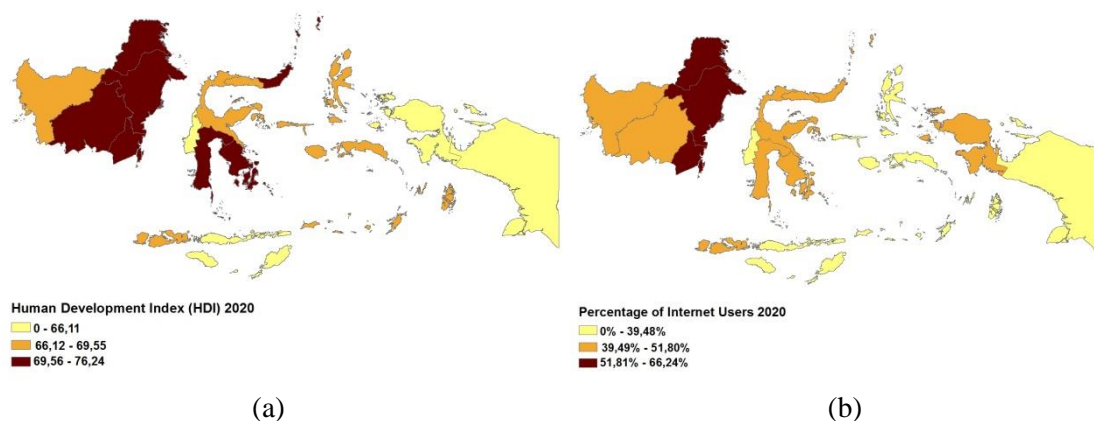 Human Development Index (HDI) 2020
0 - 66,11
66,12 - 69,55
69,56 - 76,24
(a)
Percentage of Internet Users 2020
0% - 39,48%
39,49% - 51,80%
51,81% - 66,24%
(b)